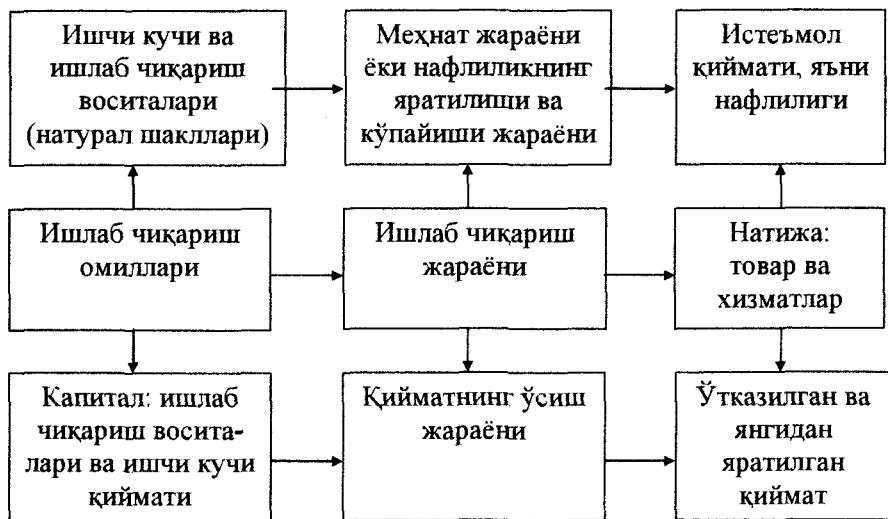 Ишчи кучи ва
ишлаб чиқариш
воситалари
(натурал шакллари)
Меҳнат жараёни
ёки нафлиликнинг
яратилиши ва
кўпайиши жараёни
Истеъмол
қиймати, яъни
нафлилиги
Ишлаб чиқариш
омиллари
Ишлаб чиқариш
жараёни
Натижа:
товар ва
хизматлар
Капитал: ишлаб
чиқариш восита-
лари ва ишчи кучи
қиймати
Қийматнинг ўсиш
жараёни
Ўтказилган ва
янгидан
яратилган
қиймат